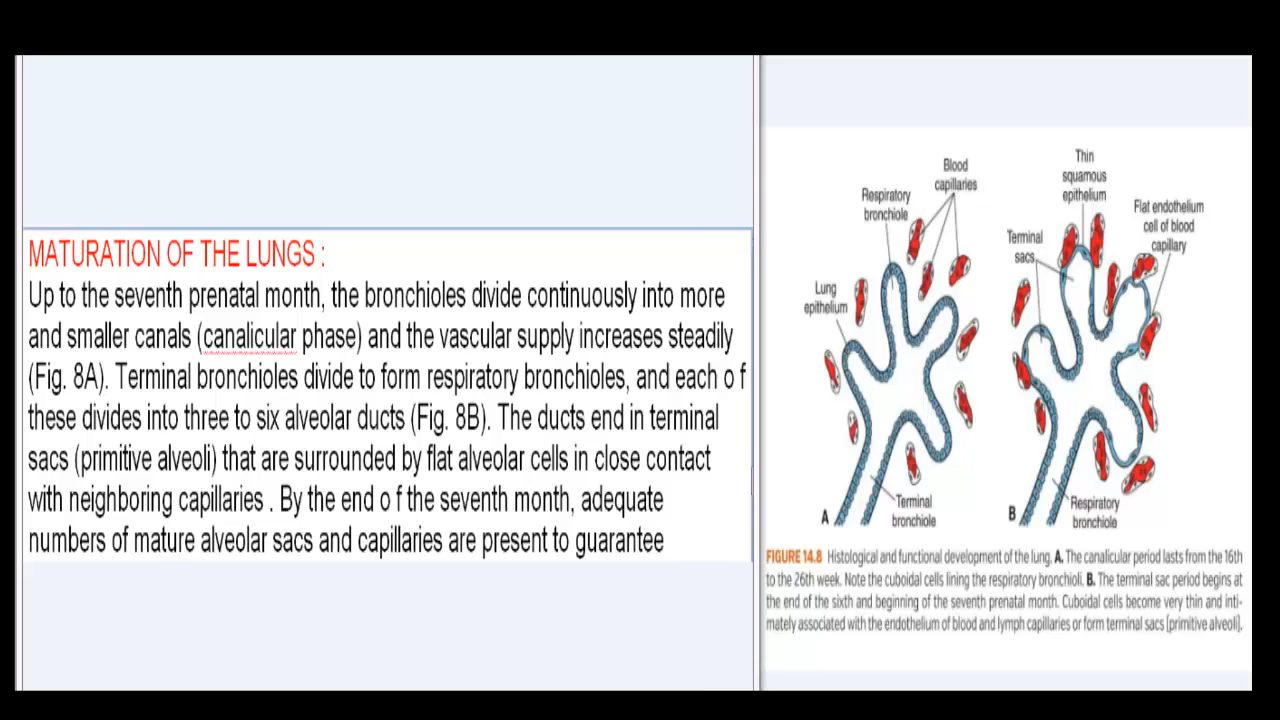 MATURATION OF THE LUNGS :
Up to the seventh prenatal month, the bronchioles divide continuously into more
and smaller canals (canalicular phase) and the vascular supply increases steadily
(Fig. 8A). Terminal bronchioles divide to form respiratory bronchioles, and each o f
these divides into three to six alveolar ducts (Fig. 8B). The ducts end in terminal
sacs (primitive alveoli) that are surrounded by flat alveolar cells in close contact
with neighboring capillaries . By the end o f the seventh month, adequate
numbers of mature alveolar sacs and capillaries are present to guarantee
Lung
epithelium
Respiratory
bronchiole
Blood
capillaries
Terminal
bronchiole
A
Terminal
sacs
Thin
squamous
epithelium
Flat endothelium
cell of blood
capillary
Respiratory
bronchiole
B
FIGURE 14.8 Histological and functional development of the lung. A. The canalicular period lasts from the 16th
to the 26th week. Note the cuboidal cells lining the respiratory bronchioli. B. The terminal sac period begins at
the end of the sixth and beginning of the seventh prenatal month. Cuboidal cells become very thin and inti-
mately associated with the endothelium of blood and lymph capillaries or form terminal sacs [primitive alveoli].